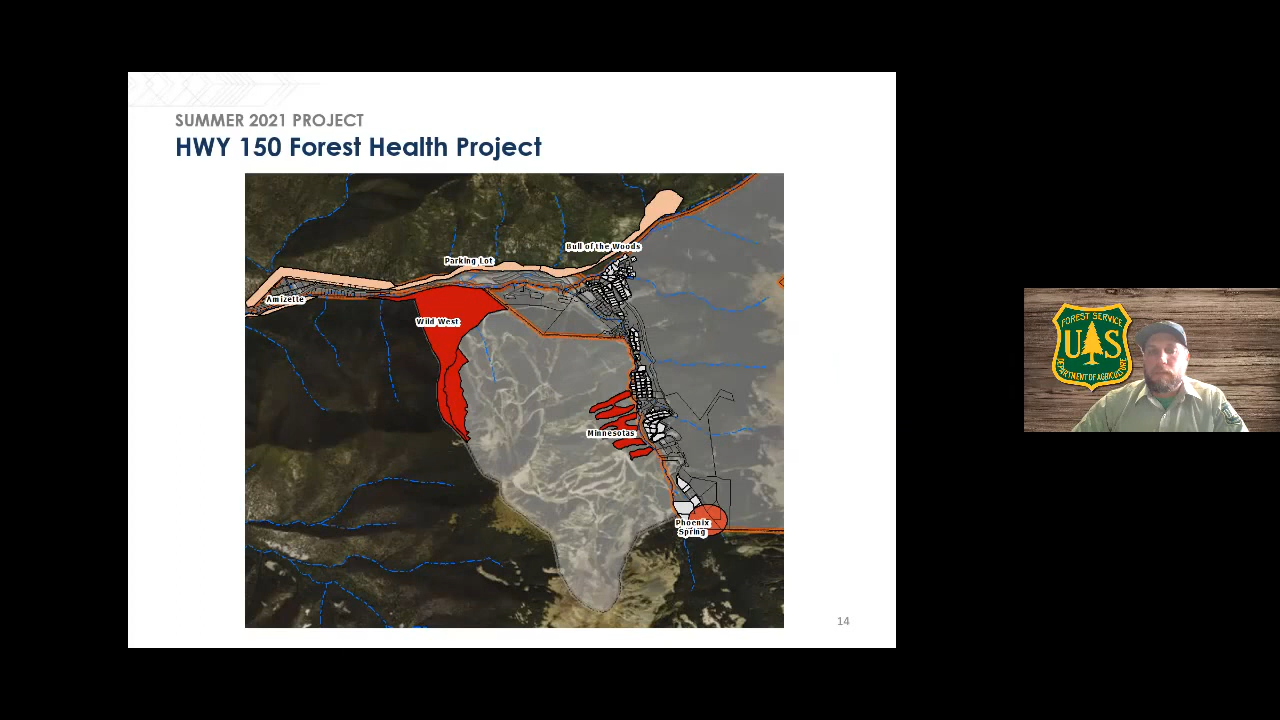 SUMMER 2021 PROJECT
HWY 150 Forest Health Project
Bull of the Woods
Parking Lot
Amizette
Wild West
Minnesotas
Phoenix
Spring
14
FOREST SERVICE
US
DEPARTMENT OF AGRICULTURE